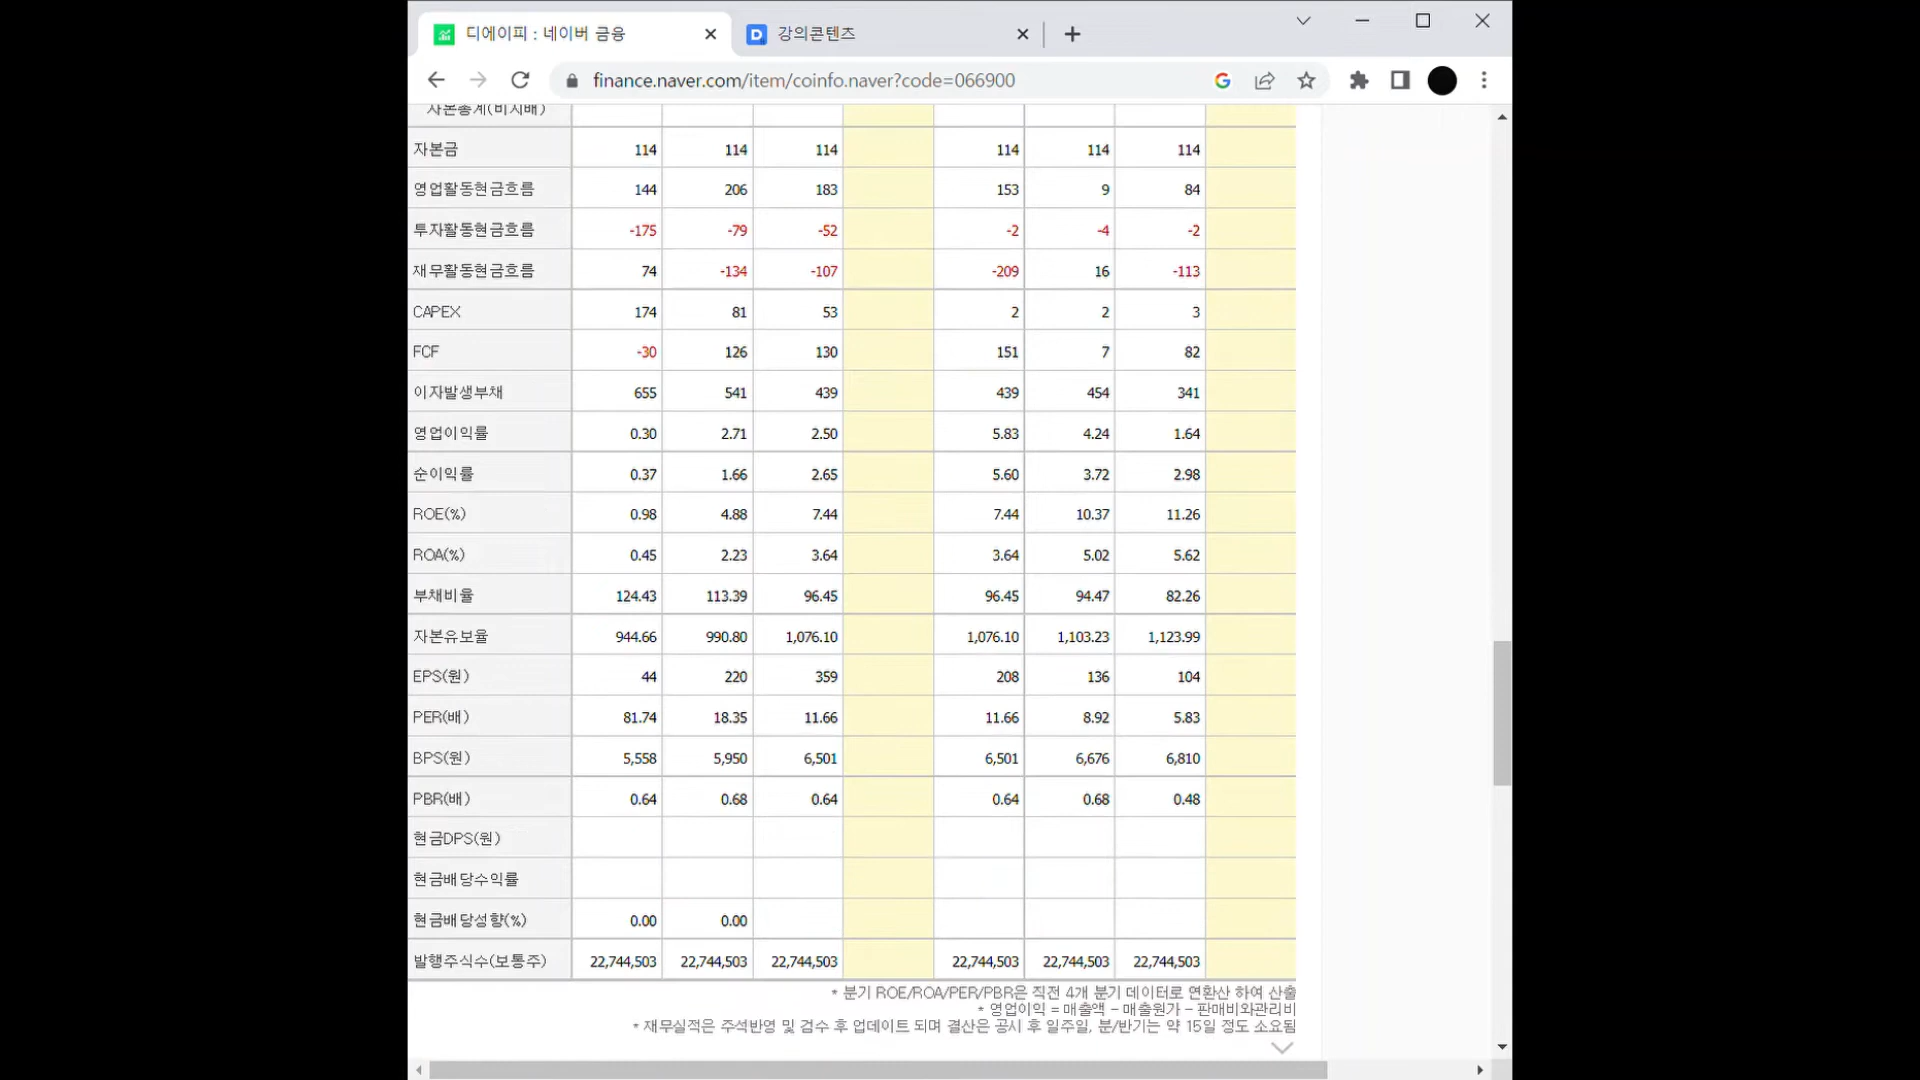 디에이피 : 네이버 금융
강의콘텐츠
finance.naver.com/item/coinfo.naver?code=066900
자본총계(비지배)
자본금 114 114 114 114 114 114
영업활동현금흐름 144 206 183 153 9 84
투자활동현금흐름 -175 -79 -52 -2 -4 -2
재무활동현금흐름 74 -134 -107 -209 16 -113
CAPEX 174 81 53 2 2 3
FCF -30 126 130 151 7 82
이자발생부채 655 541 439 439 454 341
영업이익률 0.30 2.71 2.50 5.83 4.24 1.64
순이익률 0.37 1.66 2.65 5.60 3.72 2.98
ROE(%) 0.98 4.88 7.44 7.44 10.37 11.26
ROA(%) 0.45 2.23 3.64 3.64 5.02 5.62
부채비율 124.43 113.39 96.45 96.45 94.47 82.26
자본유보율 944.66 990.80 1,076.10 1,076.10 1,103.23 1,123.99
EPS(원) 44 220 359 208 136 104
PER(배) 81.74 18.35 11.66 11.66 8.92 5.83
BPS(원) 5,558 5,950 6,501 6,501 6,676 6,810
PBR(배) 0.64 0.68 0.64 0.64 0.68 0.48
현금DPS(원)
현금배당수익률
현금배당성향(%) 0.00 0.00
발행주식수(보통주) 22,744,503 22,744,503 22,744,503 22,744,503 22,744,503 22,744,503
* 분기 ROE/ROA/PER/PBR은 직전 4개 분기 데이터로 연환산 하여 산출
* 영업이익 = 매출액 - 매출원가 - 판매비와관리비
* 재무실적은 주석반영 및 검수 후 업데이트 되며 결산은 공시 후 일주일, 분/반기는 약 15일 정도 소요됨